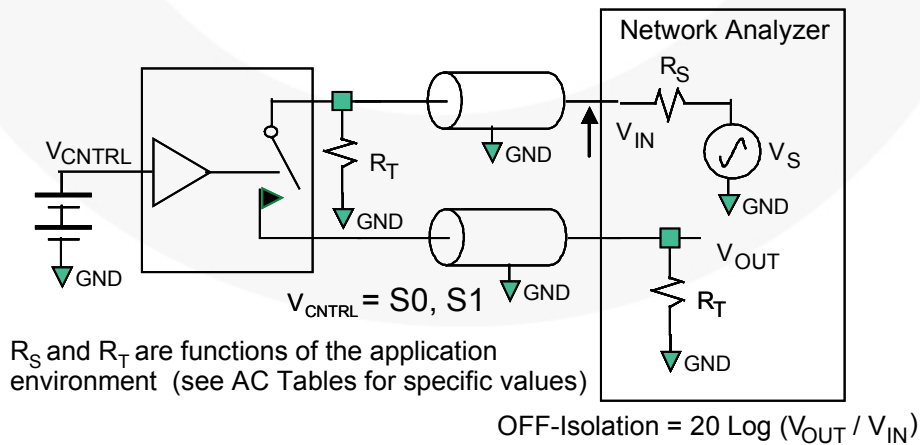 Network Analyzer
R_S
V_IN
V_S
GND
GND
V_CNTRL
R_T
GND
GND
V_OUT
GND
V_CNTRL = S0, S1
R_T
GND
R_S and R_T are functions of the application
environment (see AC Tables for specific values)
OFF-Isolation = 20 Log (V_OUT / V_IN)